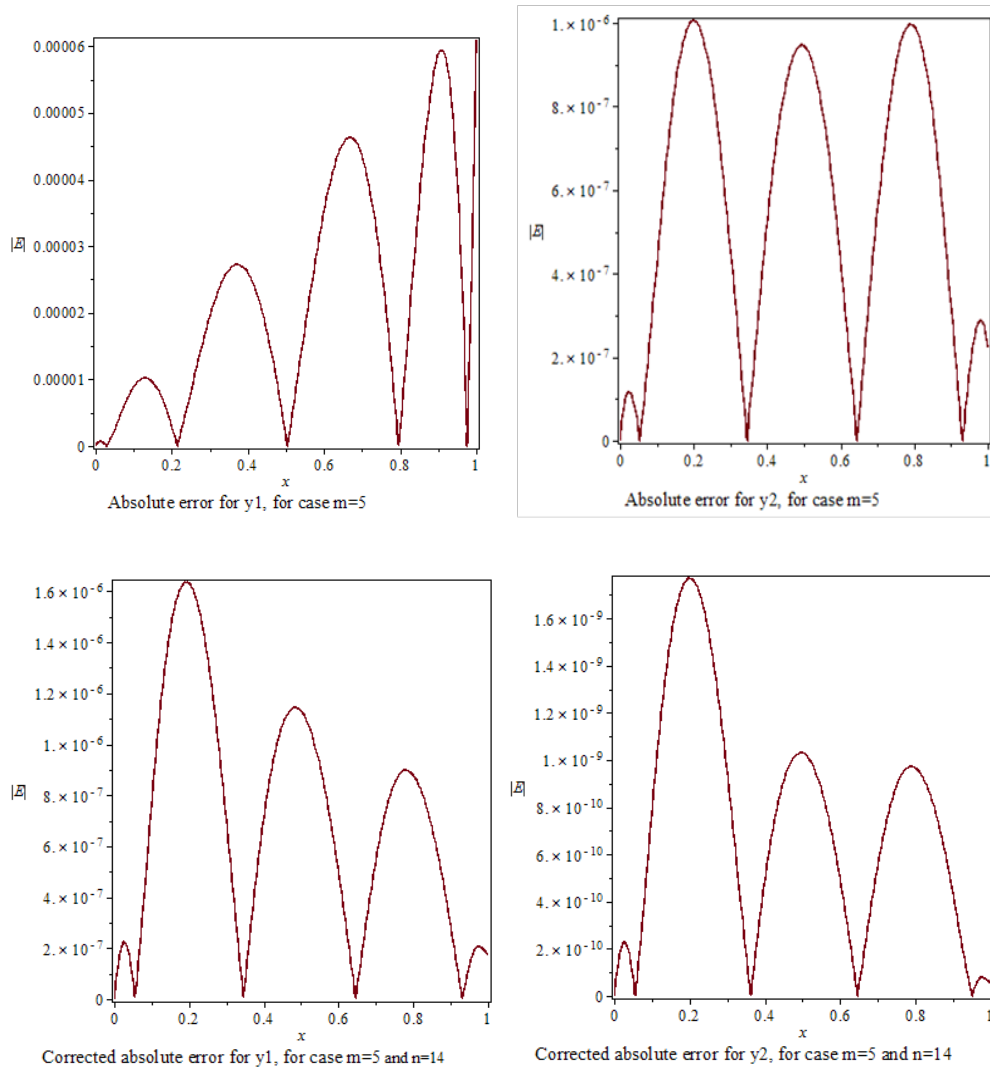 0.00006
0.00005
0.00004
|E|
0.00003
0.00002
0.00001
0
0 0.2 0.4 0.6 0.8 1
x
Absolute error for y1, for case m=5
1. × 10⁻⁶
8. × 10⁻⁷
6. × 10⁻⁷
|E|
4. × 10⁻⁷
2. × 10⁻⁷
0
0 0.2 0.4 0.6 0.8 1
x
Absolute error for y2, for case m=5
1.6 × 10⁻⁶
1.4 × 10⁻⁶
1.2 × 10⁻⁶
1. × 10⁻⁶
|E|
8. × 10⁻⁷
6. × 10⁻⁷
4. × 10⁻⁷
2. × 10⁻⁷
0
0 0.2 0.4 0.6 0.8 1
x
Corrected absolute error for y1, for case m=5 and n=14
1.6 × 10⁻⁹
1.4 × 10⁻⁹
1.2 × 10⁻⁹
1. × 10⁻⁹
|E|
8. × 10⁻¹⁰
6. × 10⁻¹⁰
4. × 10⁻¹⁰
2. × 10⁻¹⁰
0
0 0.2 0.4 0.6 0.8 1
x
Corrected absolute error for y2, for case m=5 and n=14